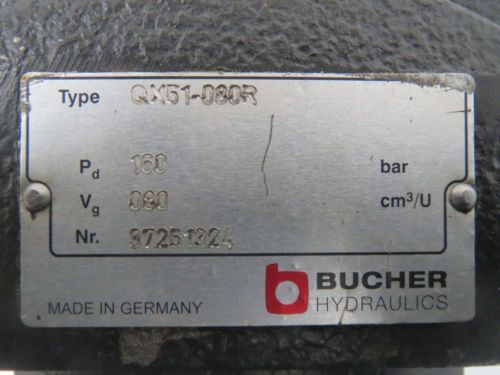 Type QX51-080R
Pd 160 bar
Vg 080 cm³/U
Nr. 97251324
BUCHER
HYDRAULICS
MADE IN GERMANY